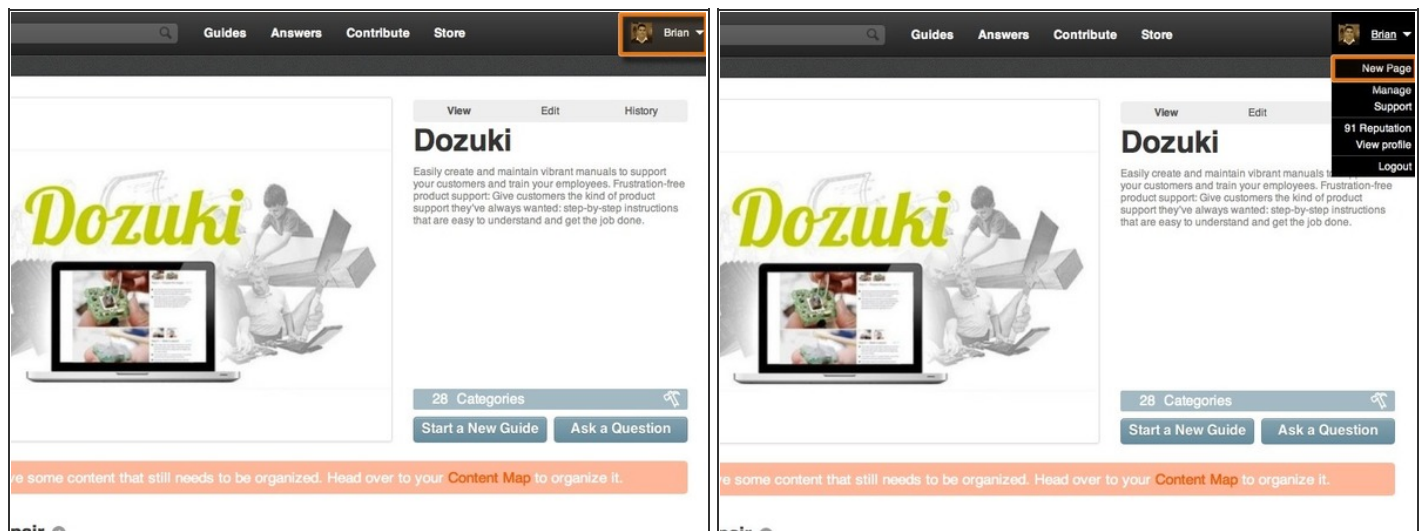 Guides Answers Contribute Store Brian
View Edit History
Dozuki
Easily create and maintain vibrant manuals to support
your customers and train your employees. Frustration-free
product support: Give customers the kind of product
support they've always wanted: step-by-step instructions
that are easy to understand and get the job done.
Dozuki
28 Categories
Start a New Guide Ask a Question
e some content that still needs to be organized. Head over to your Content Map to organize it.
pair
Guides Answers Contribute Store Brian
New Page
Manage
Support
91 Reputation
View profile
Logout
View Edit
Dozuki
Easily create and maintain vibrant manuals t
your customers and train your employees. Frustration-free
product support: Give customers the kind of product
support they've always wanted: step-by-step instructions
that are easy to understand and get the job done.
Dozuki
28 Categories
Start a New Guide Ask a Question
e some content that still needs to be organized. Head over to your Content Map to organize it.
pair